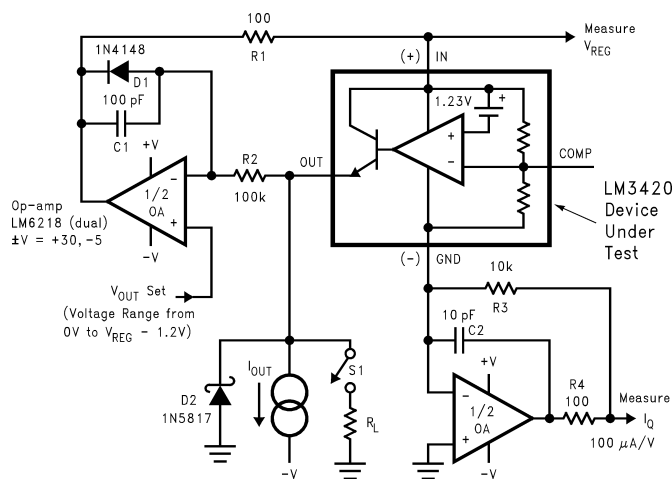 100
R1
Measure
V_REG
(+)
IN
1N4148
D1
100 pF
C1
1.23V
+
+
−
OUT
COMP
R2
100k
+V
−
1/2
OA
+
−V
Op-amp
LM6218 (dual)
±V = +30, −5
LM3420
Device
Under
Test
V_OUT Set
(Voltage Range from
0V to V_REG − 1.2V)
(−)
GND
10k
R3
10 pF
C2
D2
1N5817
I_OUT
−V
S1
R_L
+V
−
1/2
OA
+
−V
R4
100
Measure
I_Q
100 μA/V